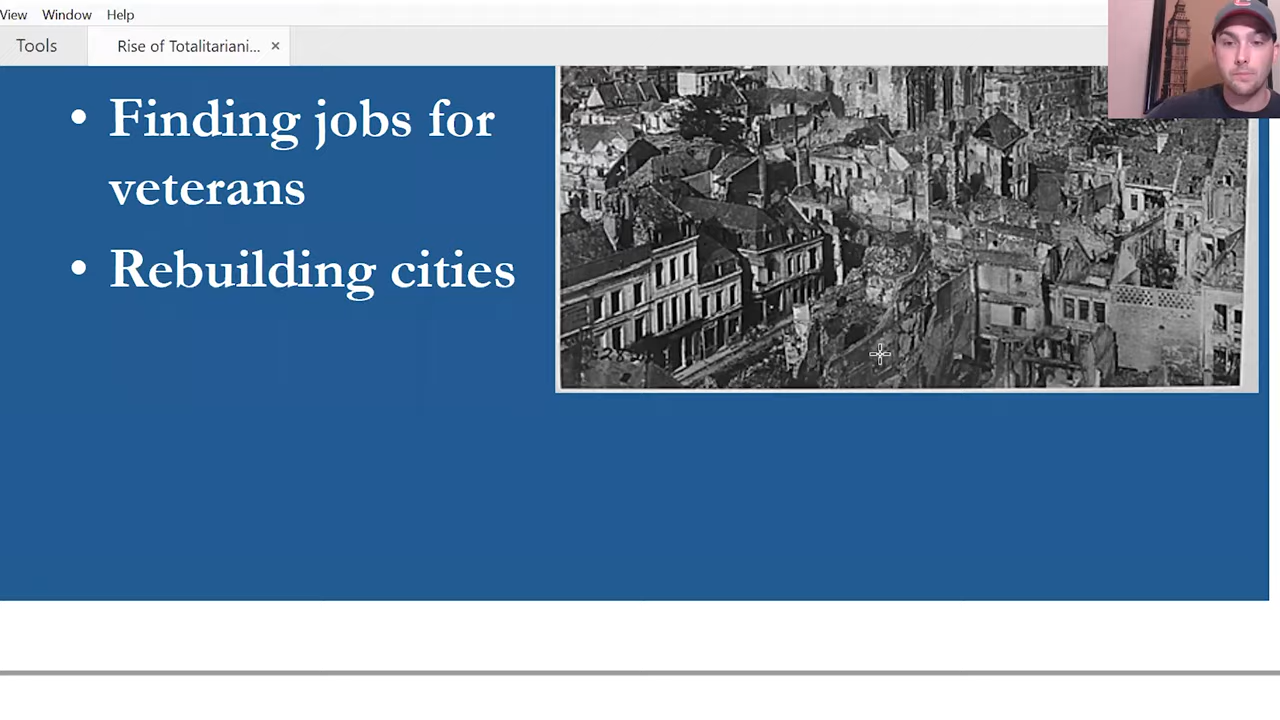 View Window Help
Tools Rise of Totalitariani... ×
• Finding jobs for
veterans
• Rebuilding cities